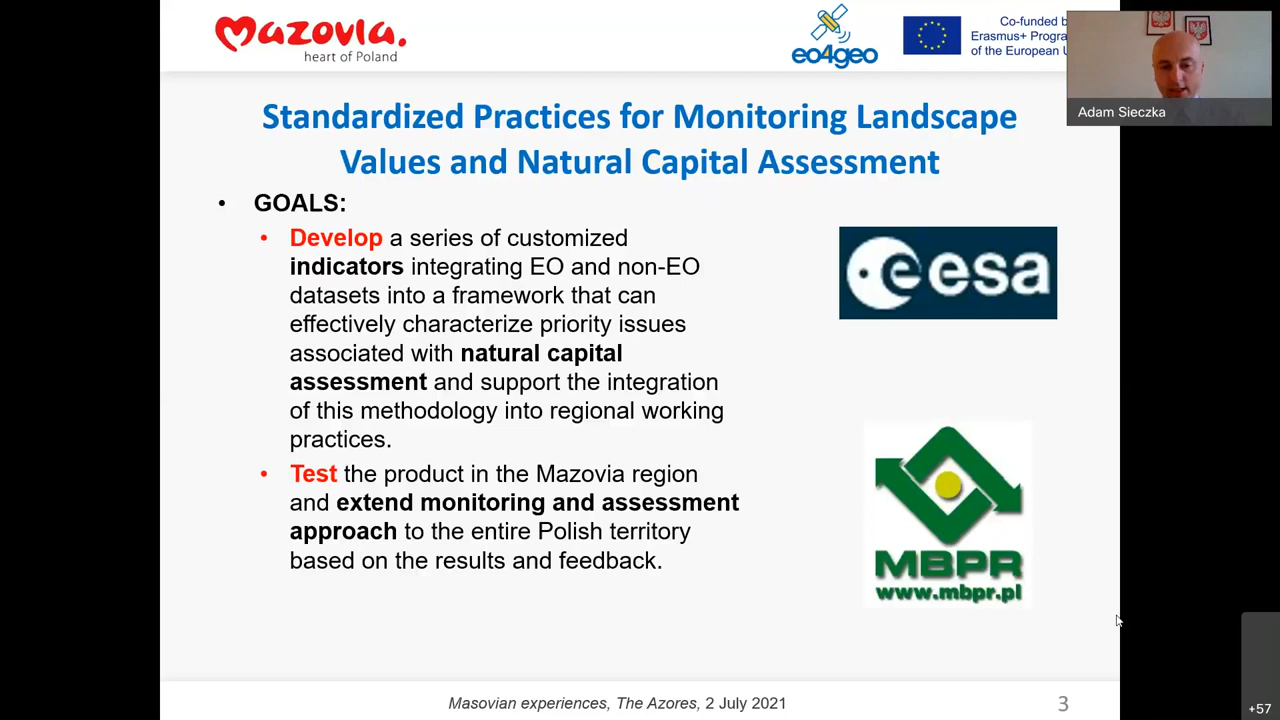 mazovia.
heart of Poland
eo4geo
Co-funded b
Erasmus+ Progra
of the European U
Adam Sieczka
Standardized Practices for Monitoring Landscape
Values and Natural Capital Assessment
• GOALS:
• Develop a series of customized
indicators integrating EO and non-EO
datasets into a framework that can
effectively characterize priority issues
associated with natural capital
assessment and support the integration
of this methodology into regional working
practices.
• Test the product in the Mazovia region
and extend monitoring and assessment
approach to the entire Polish territory
based on the results and feedback.
esa
MBPR
www.mbpr.pl
Masovian experiences, The Azores, 2 July 2021
3
+57